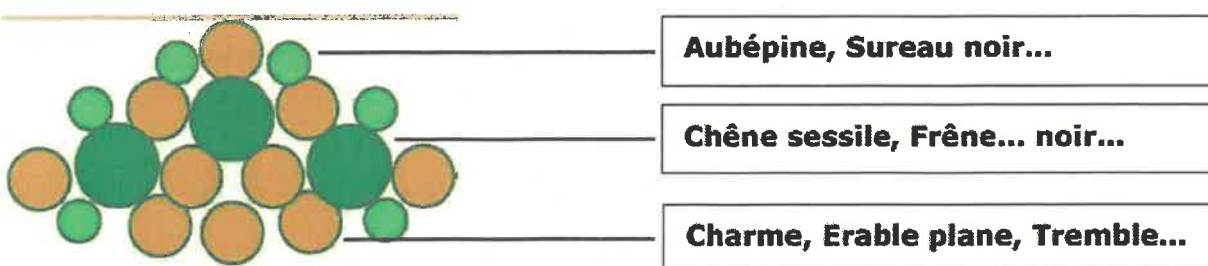 Aubépine, Sureau noir...
Chêne sessile, Frêne... noir...
Charme, Erable plane, Tremble...